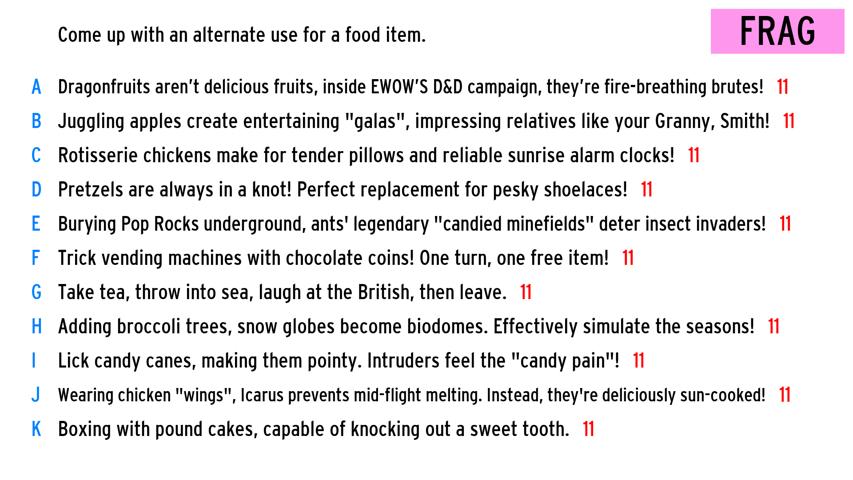 Come up with an alternate use for a food item.
FRAG
A Dragonfruits aren't delicious fruits, inside EWOW'S D&D campaign, they're fire-breathing brutes! 11
B Juggling apples create entertaining "galas", impressing relatives like your Granny, Smith! 11
C Rotisserie chickens make for tender pillows and reliable sunrise alarm clocks! 11
D Pretzels are always in a knot! Perfect replacement for pesky shoelaces! 11
E Burying Pop Rocks underground, ants' legendary "candied minefields" deter insect invaders! 11
F Trick vending machines with chocolate coins! One turn, one free item! 11
G Take tea, throw into sea, laugh at the British, then leave. 11
H Adding broccoli trees, snow globes become biodomes. Effectively simulate the seasons! 11
I Lick candy canes, making them pointy. Intruders feel the "candy pain"! 11
J Wearing chicken "wings", Icarus prevents mid-flight melting. Instead, they're deliciously sun-cooked! 11
K Boxing with pound cakes, capable of knocking out a sweet tooth. 11